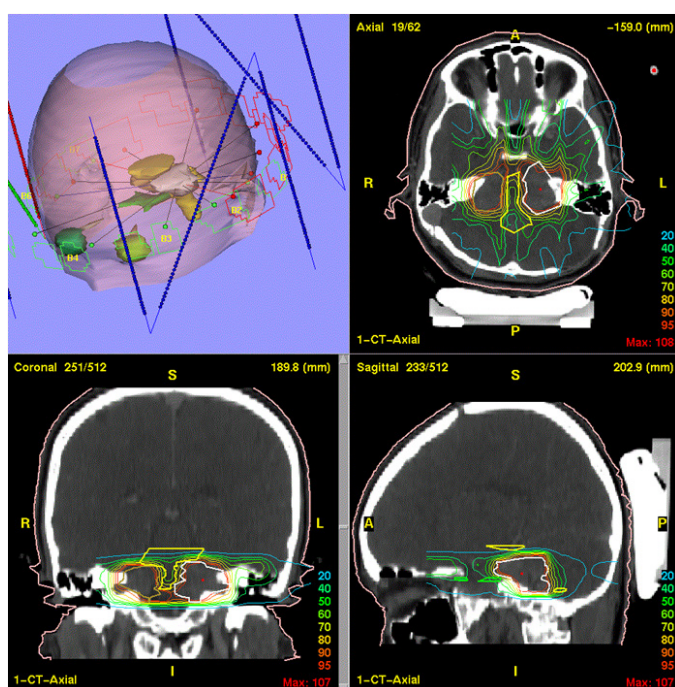 B7
B6
B4
B3
B2
Axial 19/62
-159.0 (mm)
A
R
L
P
20
40
50
60
70
80
90
95
Max: 108
1-CT-Axial
Coronal 251/512
189.8 (mm)
S
R
L
I
20
40
50
60
70
80
90
95
Max: 107
1-CT-Axial
Sagittal 233/512
202.9 (mm)
S
A
P
I
20
40
50
60
70
80
90
95
Max: 107
1-CT-Axial